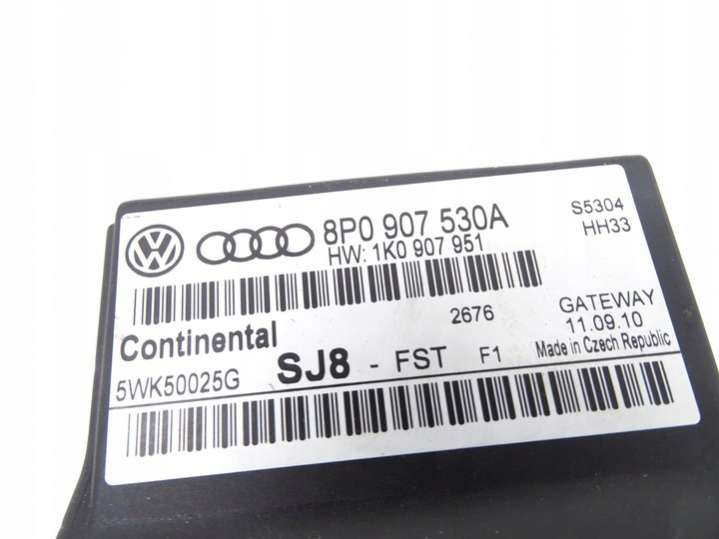 8P0 907 530A
HW: 1K0 907 951
S5304
HH33
Continental
2676
GATEWAY
11.09.10
5WK50025G
SJ8 - FST F1
Made in Czech Republic